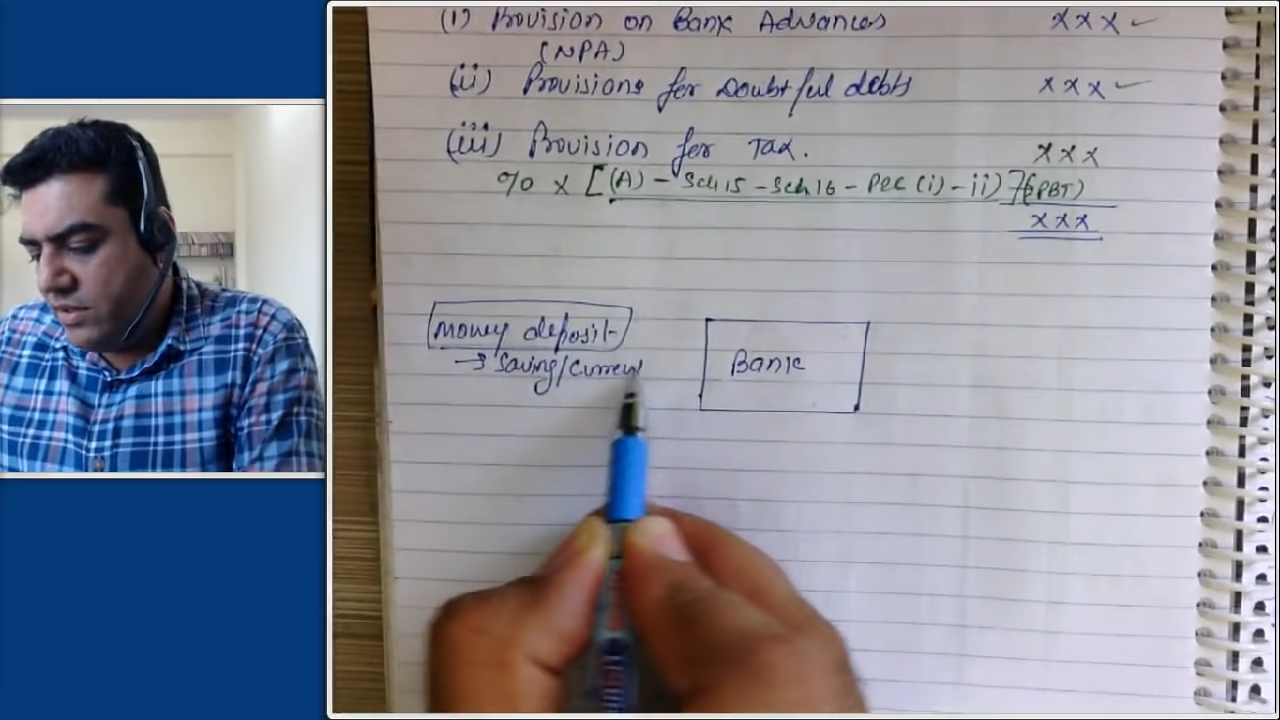 (i) Provision on Bank Advances xxx ✓
(NPA)
(ii) Provisions for Doubtful debts xxx ✓
(iii) Provision for Tax. xxx
% x [(A) - Sch 15 - Sch 16 - P&C (i) - ii)] (PBT)
xxx
money deposit
→ Saving/Current
Bank